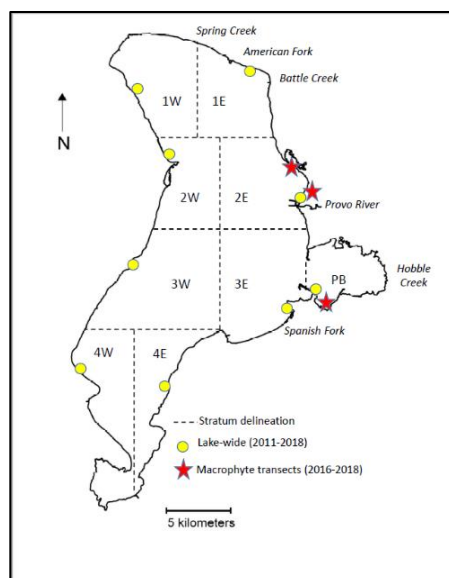 Spring Creek
American Fork
Battle Creek
1W
1E
N
2W
2E
Provo River
PB
Hobble
Creek
3W
3E
Spanish Fork
4W
4E
Stratum delineation
Lake-wide (2011-2018)
Macrophyte transects (2016-2018)
5 kilometers